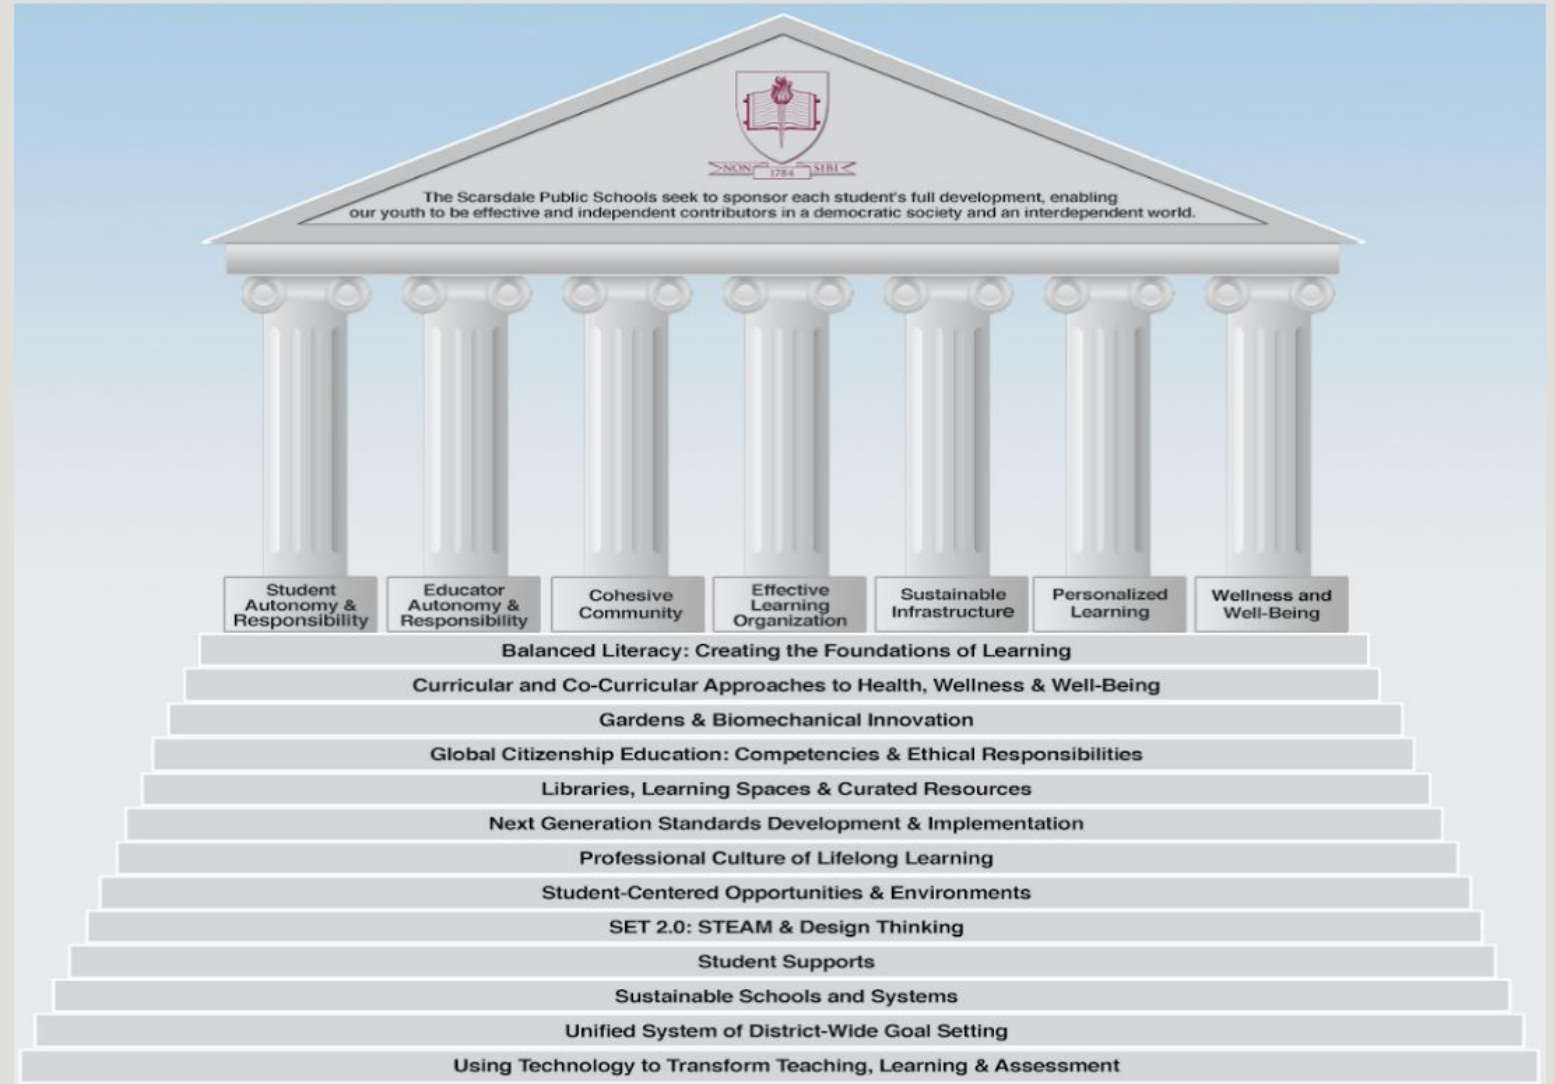 NON SIBI
1784
The Scarsdale Public Schools seek to sponsor each student's full development, enabling
our youth to be effective and independent contributors in a democratic society and an interdependent world.
Student
Autonomy &
Responsibility
Educator
Autonomy &
Responsibility
Cohesive
Community
Effective
Learning
Organization
Sustainable
Infrastructure
Personalized
Learning
Wellness and
Well-Being
Balanced Literacy: Creating the Foundations of Learning
Curricular and Co-Curricular Approaches to Health, Wellness & Well-Being
Gardens & Biomechanical Innovation
Global Citizenship Education: Competencies & Ethical Responsibilities
Libraries, Learning Spaces & Curated Resources
Next Generation Standards Development & Implementation
Professional Culture of Lifelong Learning
Student-Centered Opportunities & Environments
SET 2.0: STEAM & Design Thinking
Student Supports
Sustainable Schools and Systems
Unified System of District-Wide Goal Setting
Using Technology to Transform Teaching, Learning & Assessment